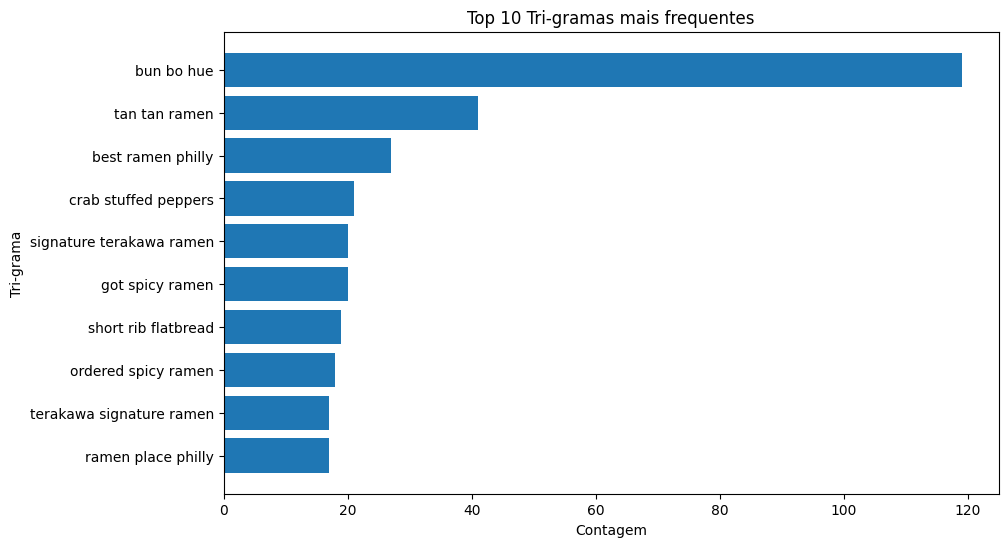 Top 10 Tri-gramas mais frequentes
bun bo hue
tan tan ramen
best ramen philly
crab stuffed peppers
signature terakawa ramen
got spicy ramen
short rib flatbread
ordered spicy ramen
terakawa signature ramen
ramen place philly
Tri-grama
0 20 40 60 80 100 120
Contagem